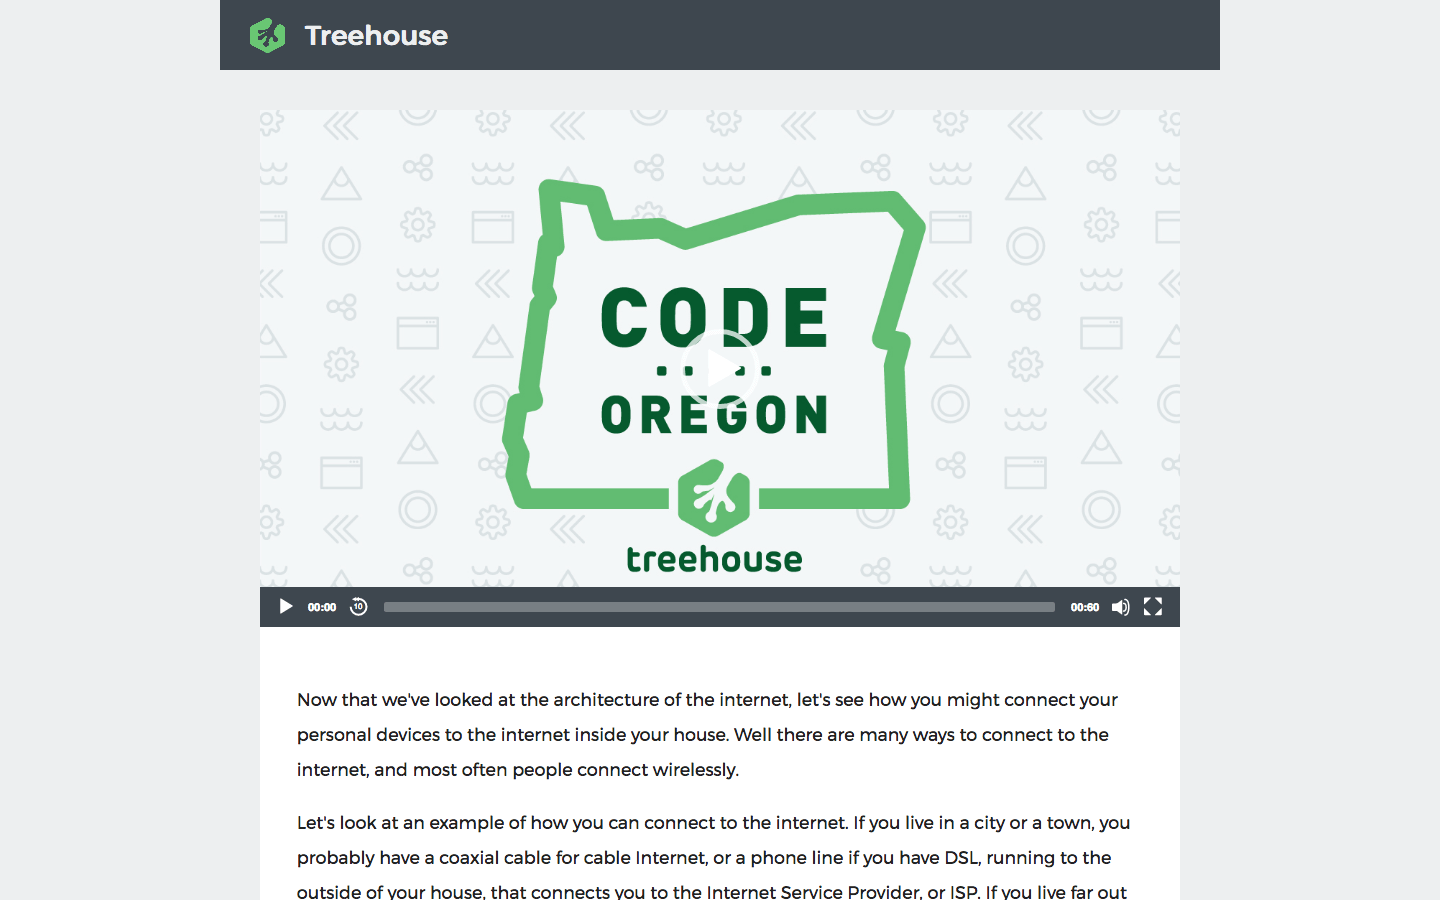 Treehouse
CODE
OREGON
treehouse
00:00
10
00:60
Now that we've looked at the architecture of the internet, let's see how you might connect your
personal devices to the internet inside your house. Well there are many ways to connect to the
internet, and most often people connect wirelessly.
Let's look at an example of how you can connect to the internet. If you live in a city or a town, you
probably have a coaxial cable for cable Internet, or a phone line if you have DSL, running to the
outside of your house, that connects you to the Internet Service Provider, or ISP. If you live far out